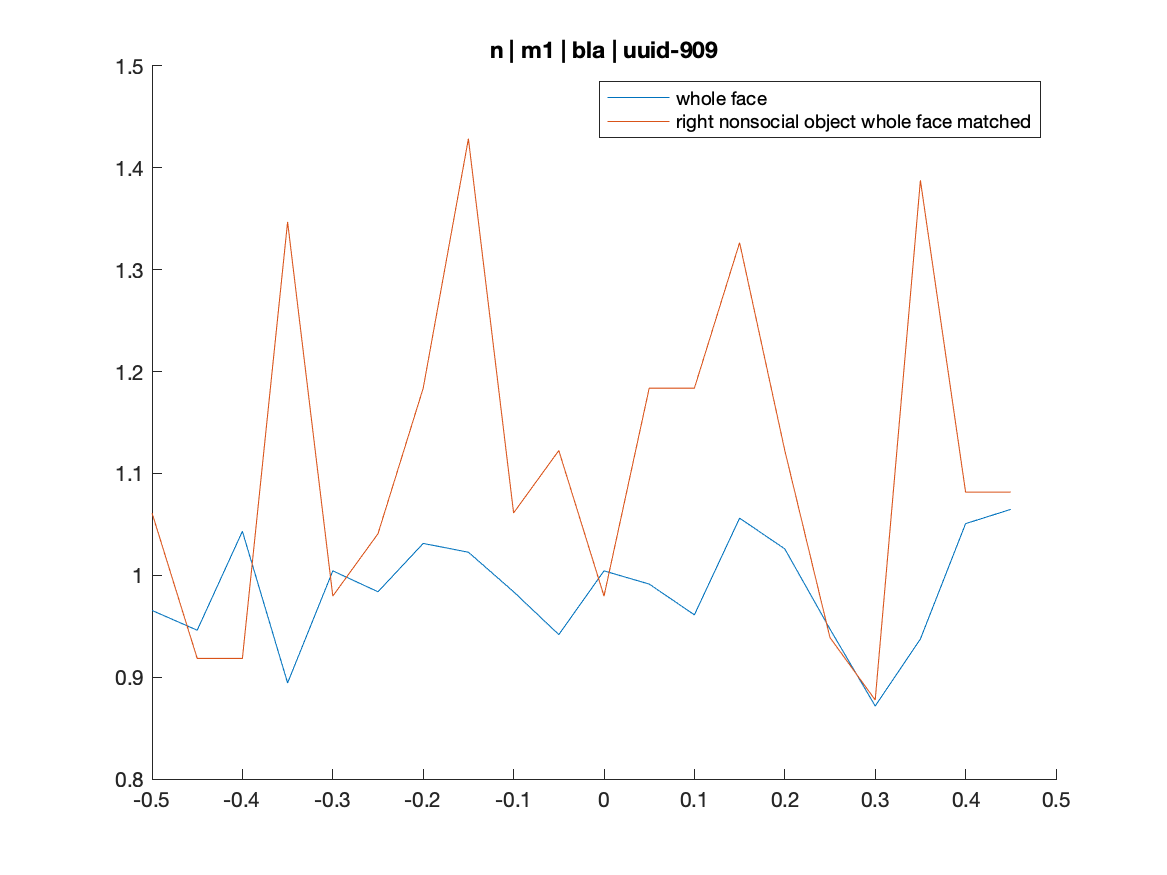 n | m1 | bla | uuid-909
1.5
whole face
right nonsocial object whole face matched
1.4
1.3
1.2
1.1
1
0.9
0.8
-0.5 -0.4 -0.3 -0.2 -0.1 0 0.1 0.2 0.3 0.4 0.5